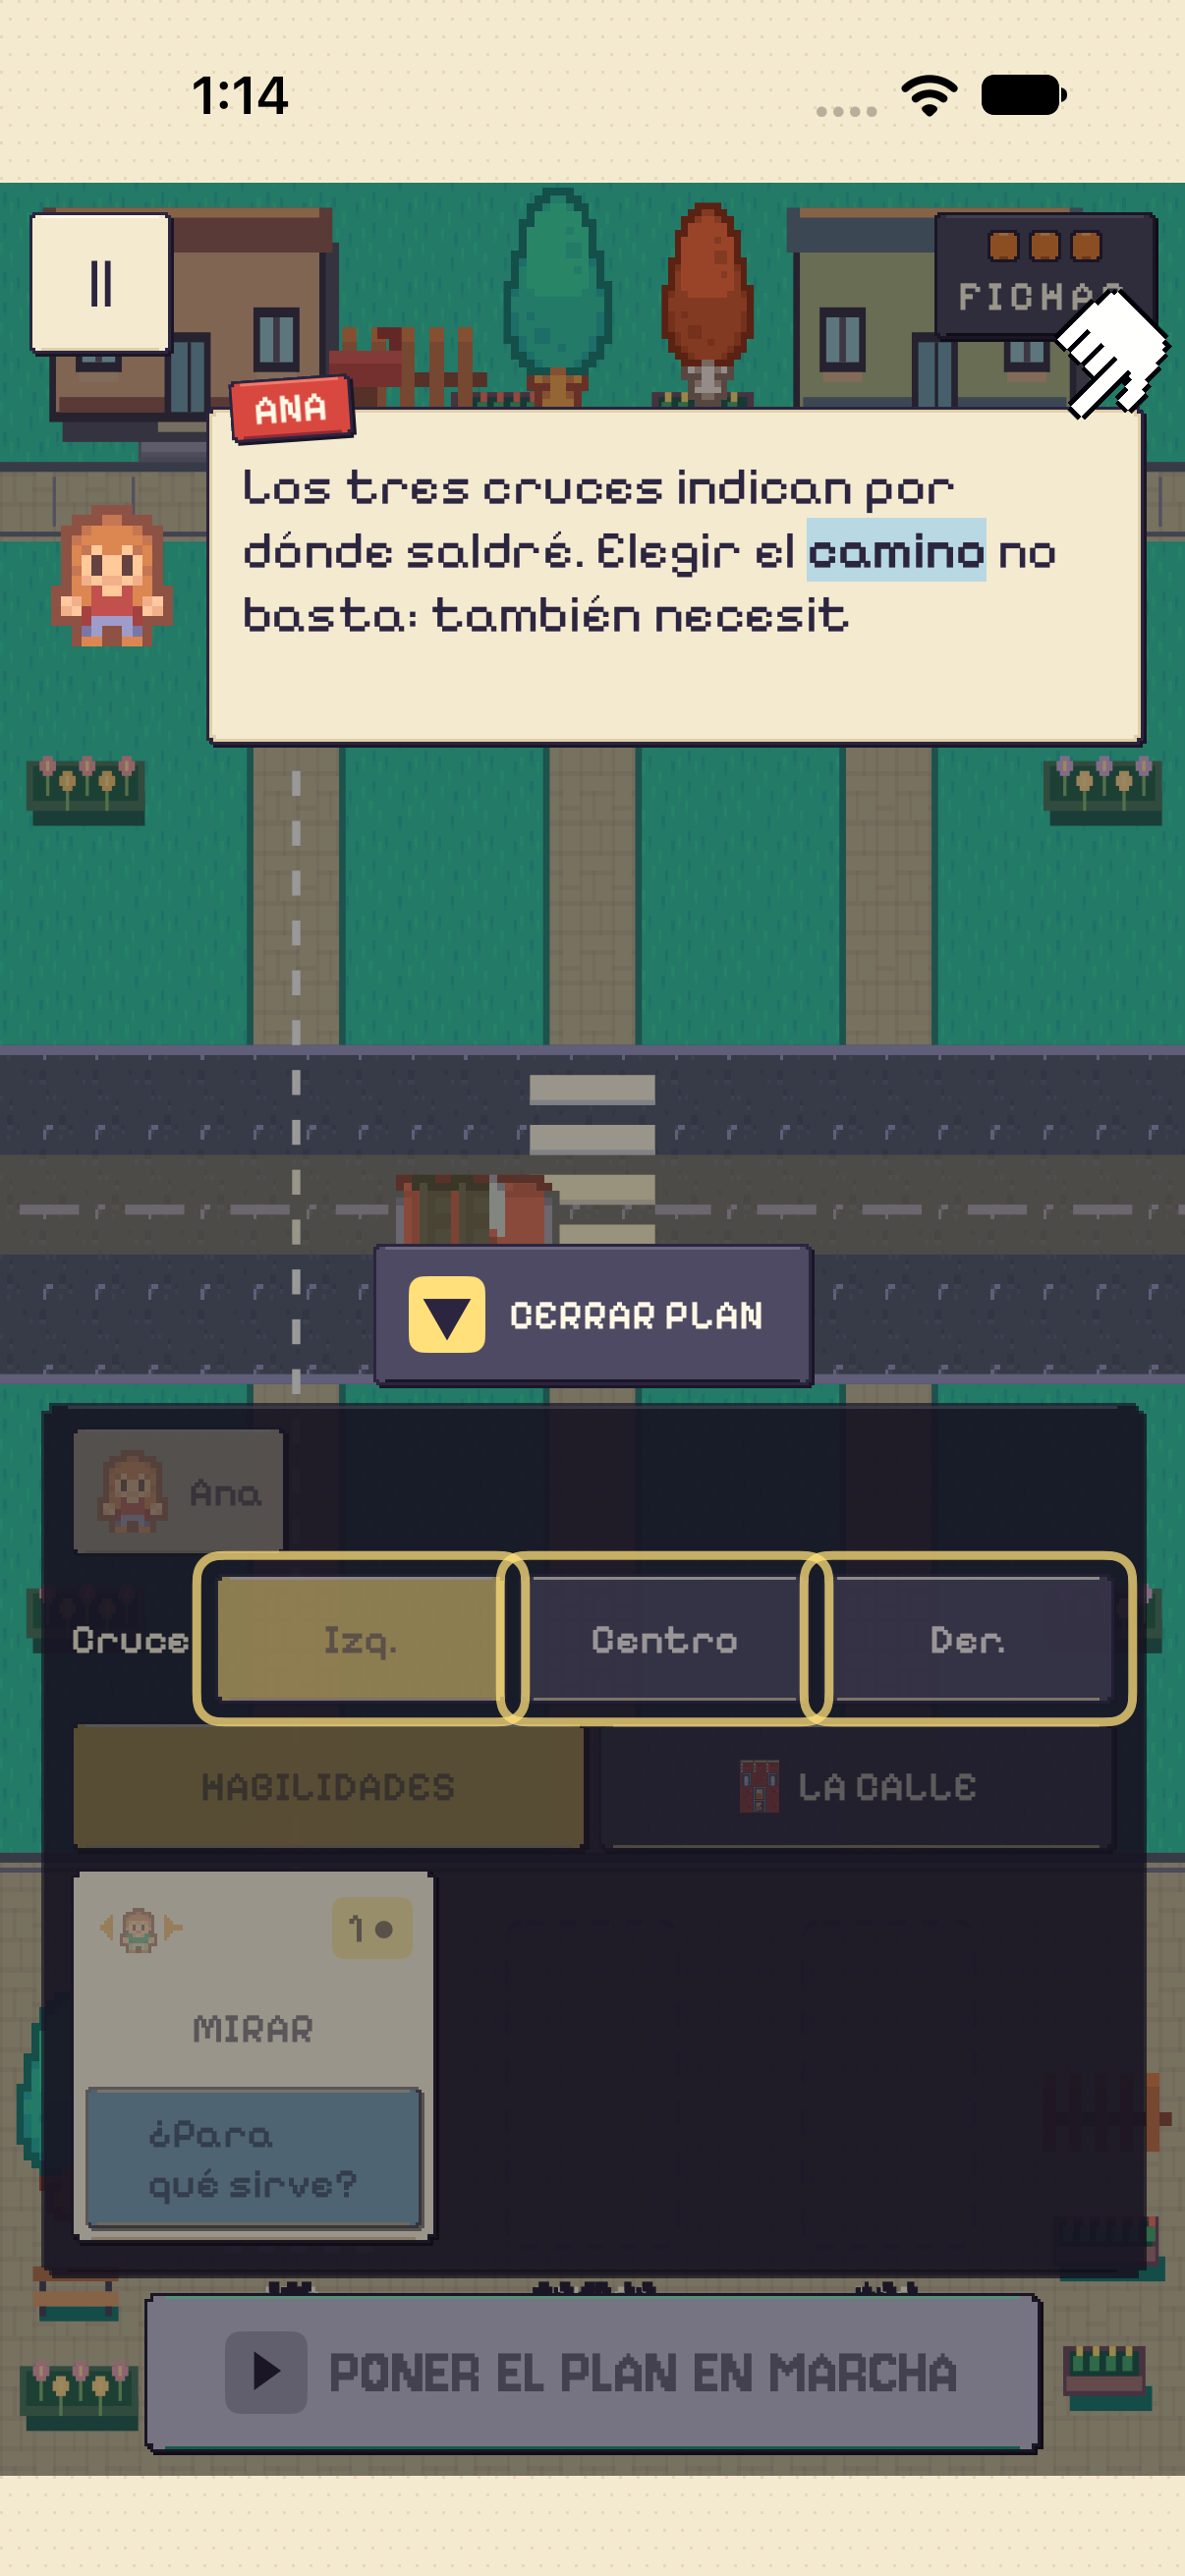 1:14
||
FICHAS
ANA
Los tres cruces indican por
dónde saldré. Elegir el camino no
basta: también necesit
CERRAR PLAN
Ana
Cruce
Izq.
Centro
Der.
HABILIDADES
LA CALLE
1
MIRAR
¿Para
qué sirve?
PONER EL PLAN EN MARCHA